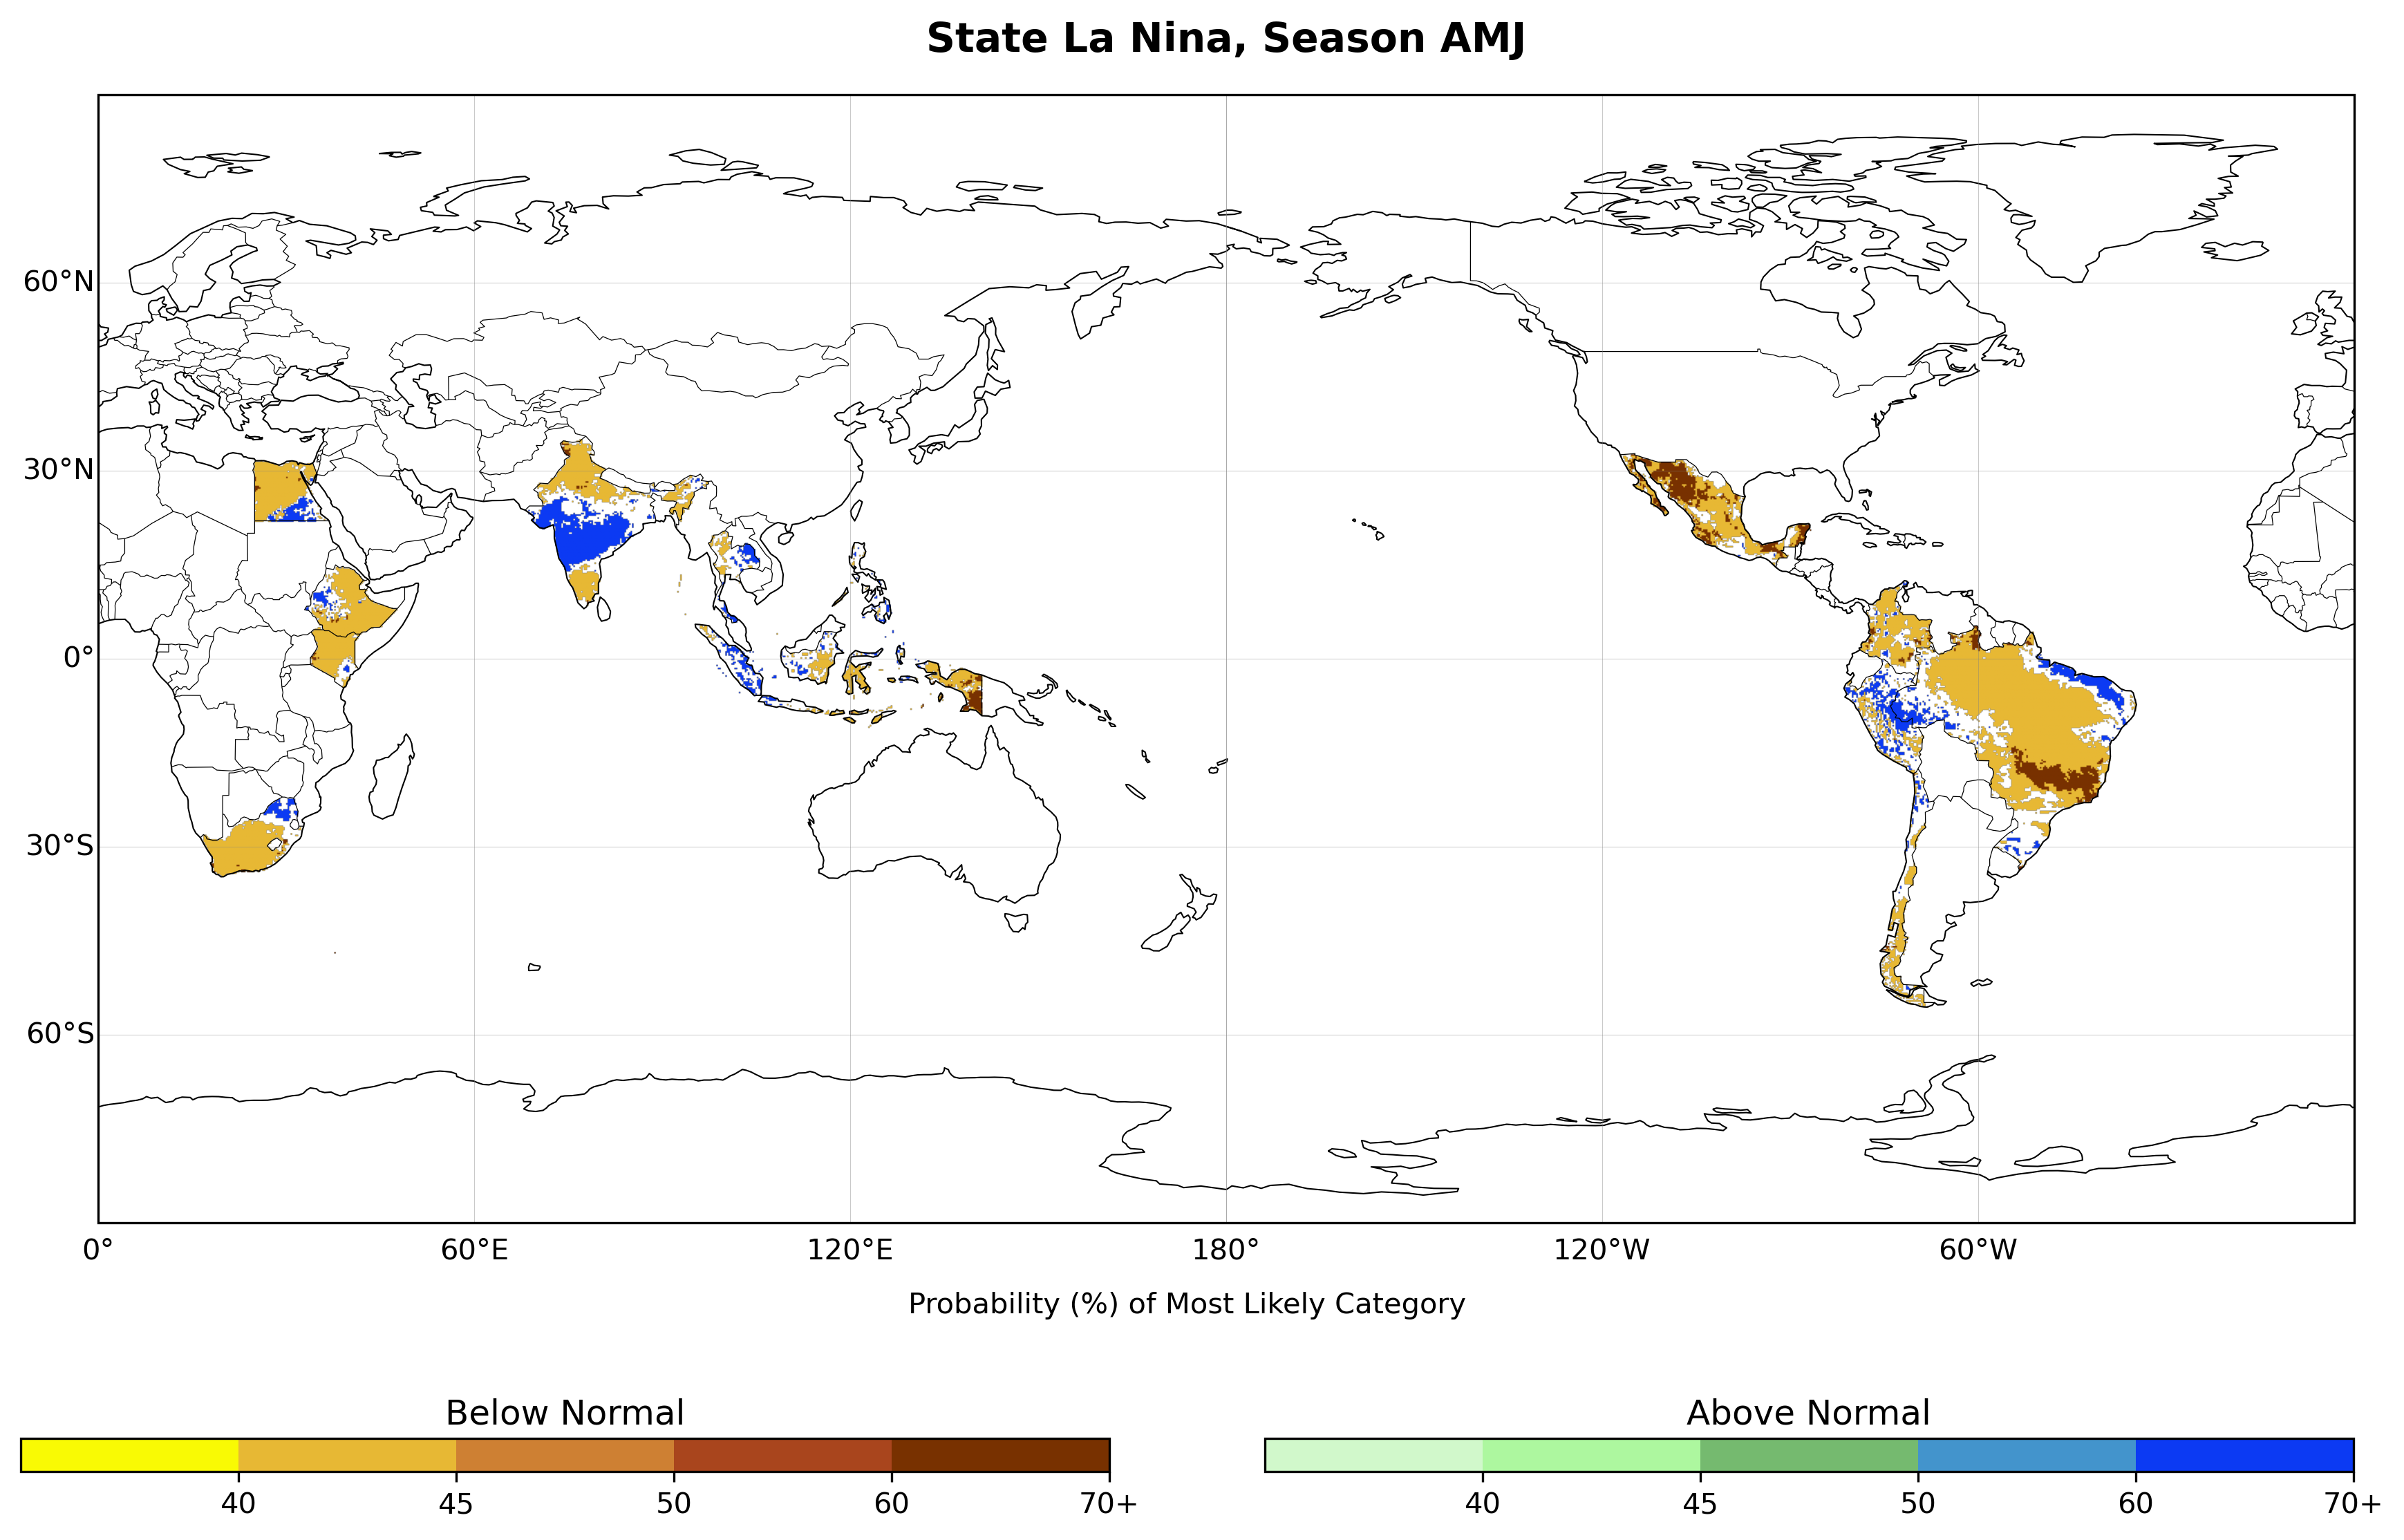 State La Nina, Season AMJ
60°N
30°N
0°
30°S
60°S
0° 60°E 120°E 180° 120°W 60°W
Probability (%) of Most Likely Category
Below Normal Above Normal
40 45 50 60 70+ 40 45 50 60 70+